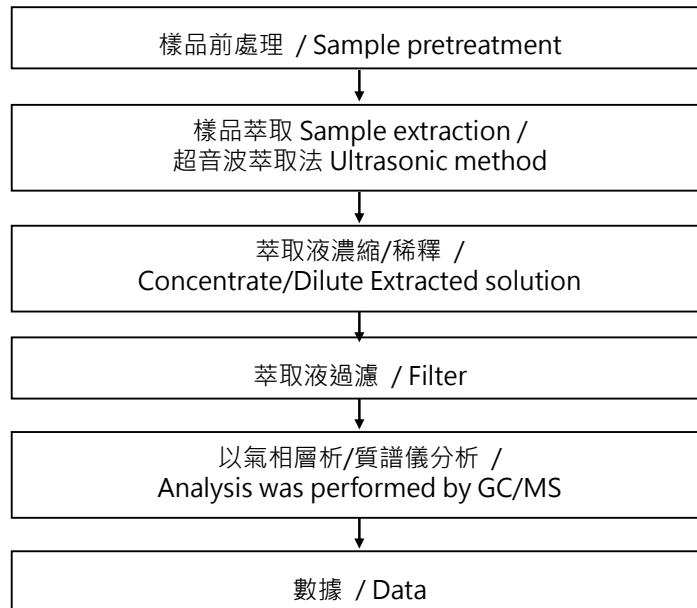 樣品前處理 / Sample pretreatment
樣品萃取 Sample extraction /
超音波萃取法 Ultrasonic method
萃取液濃縮/稀釋 /
Concentrate/Dilute Extracted solution
萃取液過濾 / Filter
以氣相層析/質譜儀分析 /
Analysis was performed by GC/MS
數據 / Data